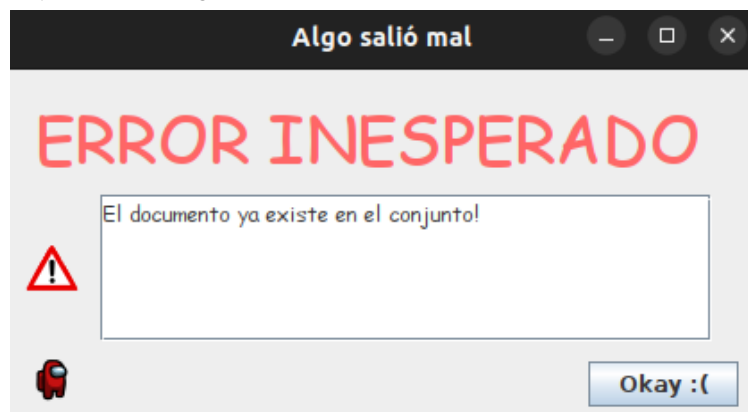 Algo salió mal
ERROR INESPERADO
El documento ya existe en el conjunto!
Okay :(